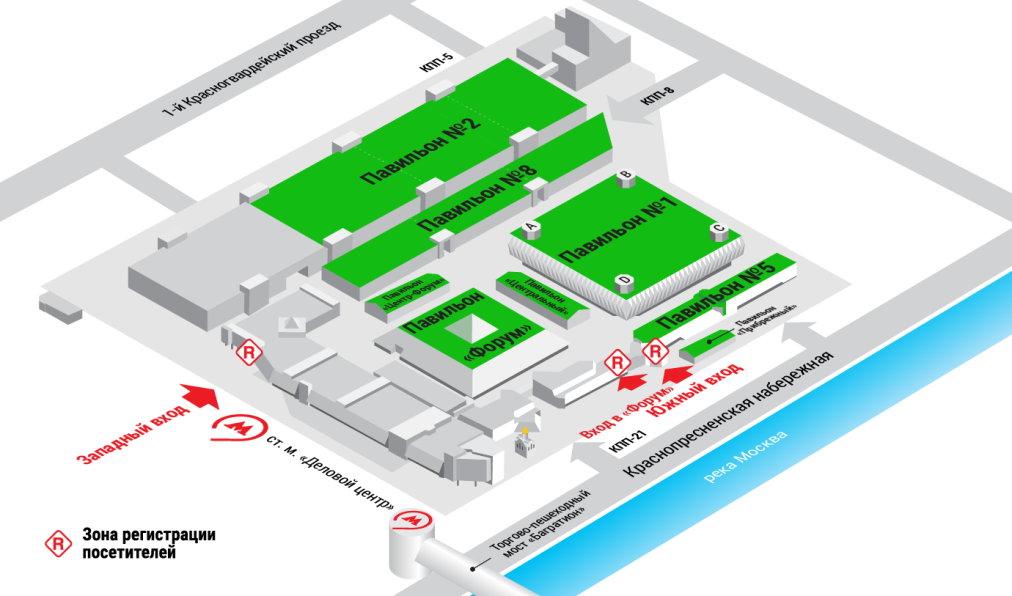 1-й Красногвардейский проезд
КПП-5
КПП-8
Павильон №2
Павильон №8
B
A
Павильон №1
C
D
Павильон
«Центр-Форум»
Павильон
«Центральный»
Павильон №5
Павильон
«Форум»
Павильон
«Прибрежный»
R
R
R
Вход в «Форум»
Южный вход
КПП-21
Краснопресненская набережная
река Москва
Западный вход
М
ст. м. «Деловой центр»
М
Торгово-пешеходный
мост «Багратион»
R
Зона регистрации
посетителей